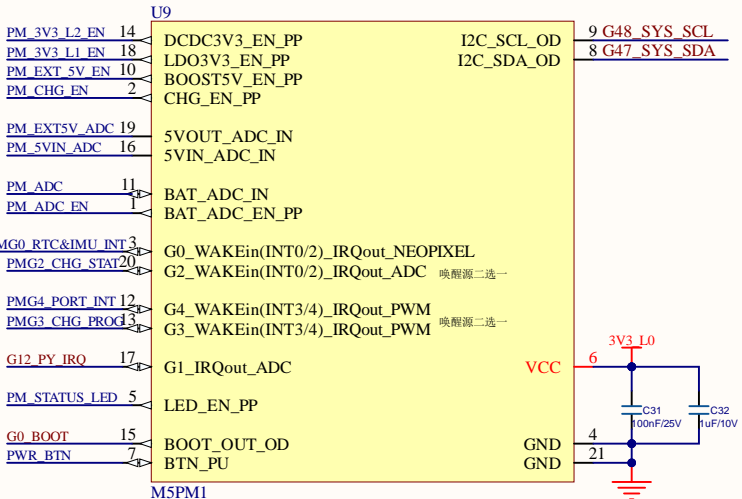 U9
PM_3V3_L2_EN 14 DCDC3V3_EN_PP I2C_SCL_OD 9 G48_SYS_SCL
PM_3V3_L1_EN 18 LDO3V3_EN_PP I2C_SDA_OD 8 G47_SYS_SDA
PM_EXT_5V_EN 10 BOOST5V_EN_PP
PM_CHG_EN 2 CHG_EN_PP
PM_EXT5V_ADC 19 5VOUT_ADC_IN
PM_5VIN_ADC 16 5VIN_ADC_IN
PM_ADC 11 BAT_ADC_IN
PM_ADC_EN 1 BAT_ADC_EN_PP
MG0_RTC&IMU_INT 3 G0_WAKEin(INT0/2)_IRQout_NEOPIXEL
PMG2_CHG_STAT 20 G2_WAKEin(INT0/2)_IRQout_ADC 唤醒源二选一
PMG4_PORT_INT 12 G4_WAKEin(INT3/4)_IRQout_PWM
PMG3_CHG_PROG 13 G3_WAKEin(INT3/4)_IRQout_PWM 唤醒源二选一
3V3_L0
G12_PY_IRQ 17 G1_IRQout_ADC VCC 6
PM_STATUS_LED 5 LED_EN_PP
C31 C32
100nF/25V 1uF/10V
G0_BOOT 15 BOOT_OUT_OD GND 4
PWR_BTN 7 BTN_PU GND 21
M5PM1